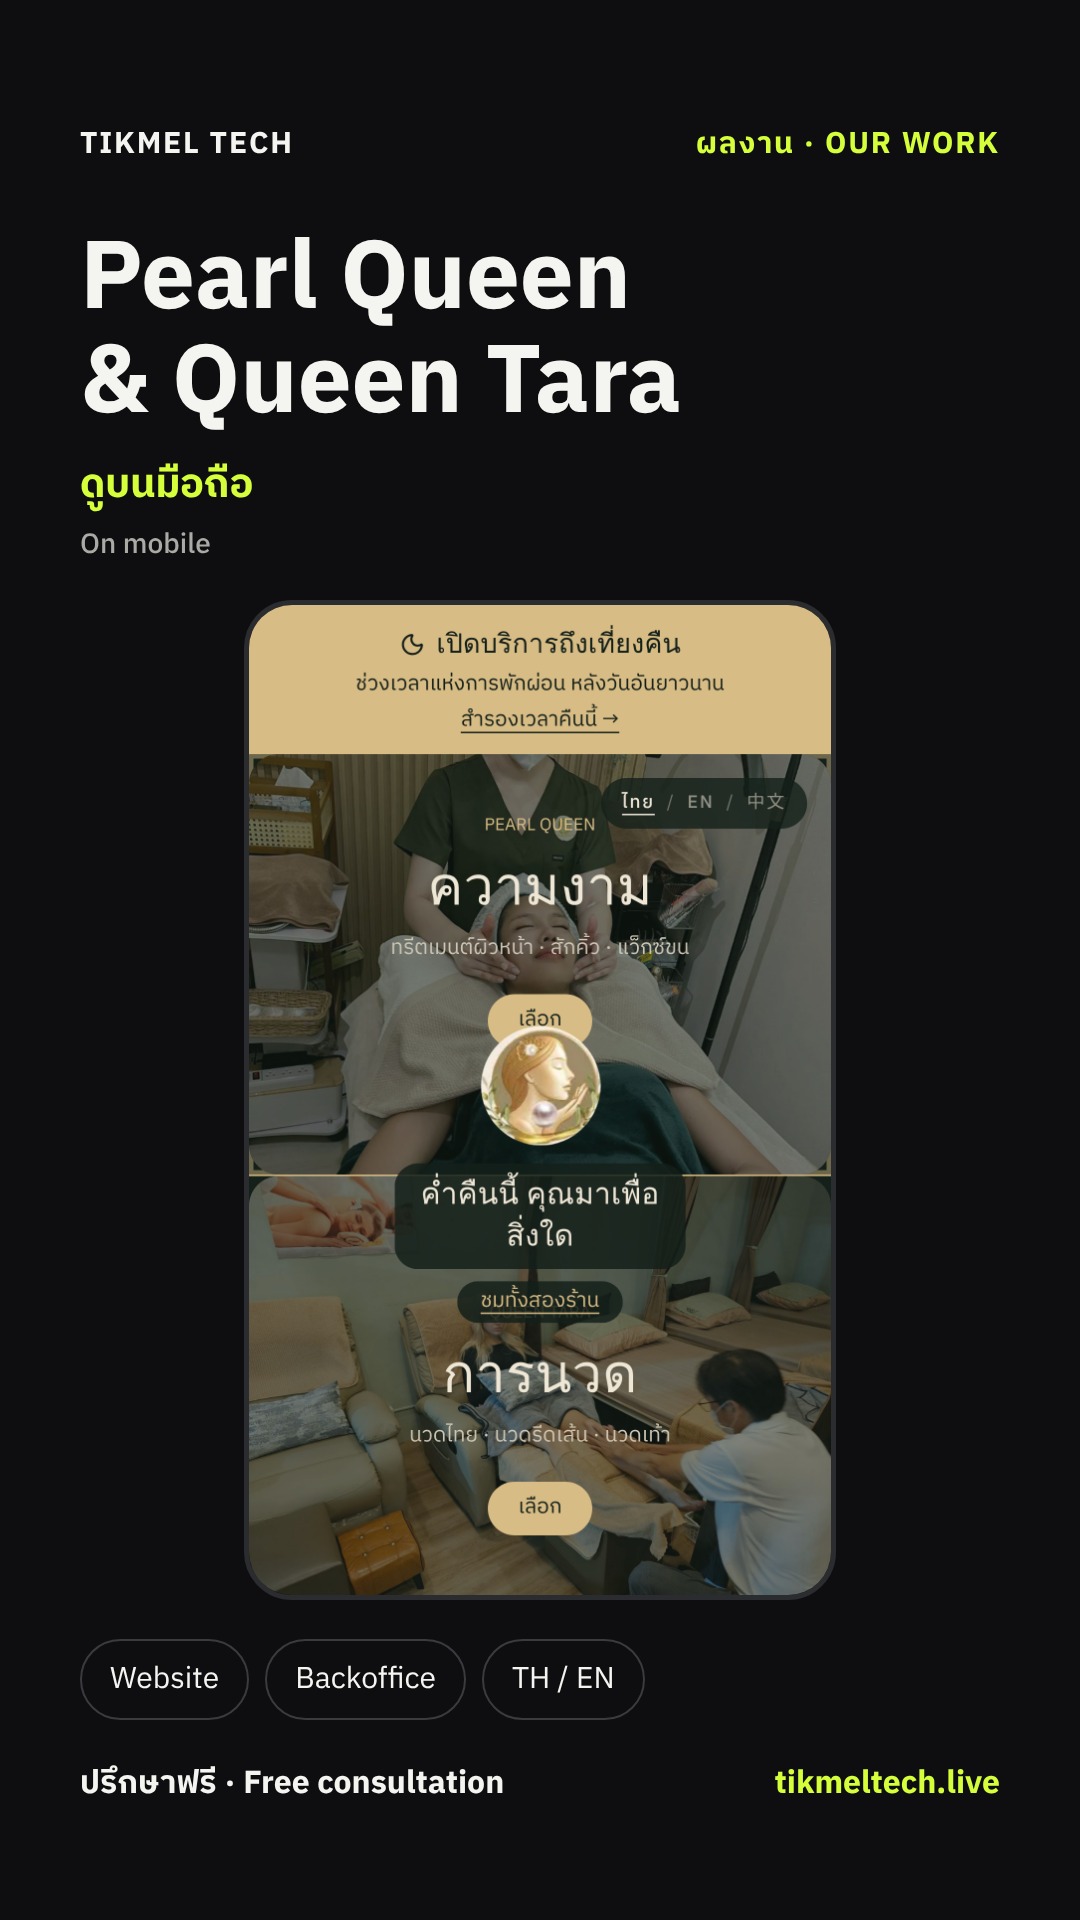 TIKMEL TECH
ผลงาน · OUR WORK
Pearl Queen
& Queen Tara
ดูบนมือถือ
On mobile
เปิดบริการถึงเที่ยงคืน
ช่วงเวลาแห่งการพักผ่อน หลังวันอันยาวนาน
สำรองเวลาคืนนี้ →
ไทย / EN / 中文
PEARL QUEEN
ความงาม
ทรีตเมนต์ผิวหน้า · สักคิ้ว · แว็กซ์ขน
เลือก
ค่ำคืนนี้ คุณมาเพื่อ
สิ่งใด
ชมทั้งสองร้าน
การนวด
นวดไทย · นวดรีดเส้น · นวดเท้า
เลือก
Website
Backoffice
TH / EN
ปรึกษาฟรี · Free consultation
tikmeltech.live